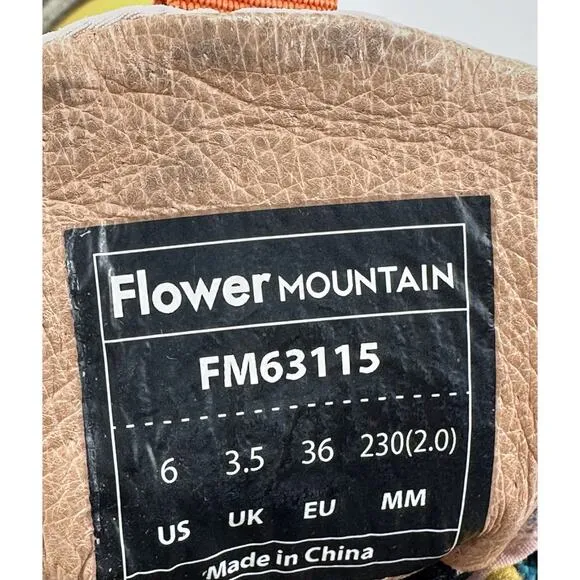 Flower MOUNTAIN
FM63115
6 3.5 36 230(2.0)
US UK EU MM
Made in China